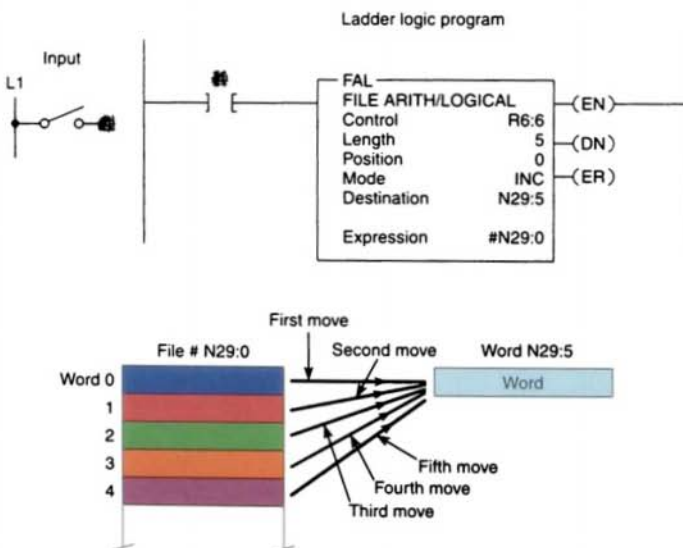 Ladder logic program
Input
L1
FAL
FILE ARITH/LOGICAL
Control R6:6
Length 5
Position 0
Mode INC
Destination N29:5
Expression #N29:0
(EN)
(DN)
(ER)
First move
File # N29:0
Second move
Word N29:5
Word 0
Word
1
2
3
4
Fifth move
Fourth move
Third move